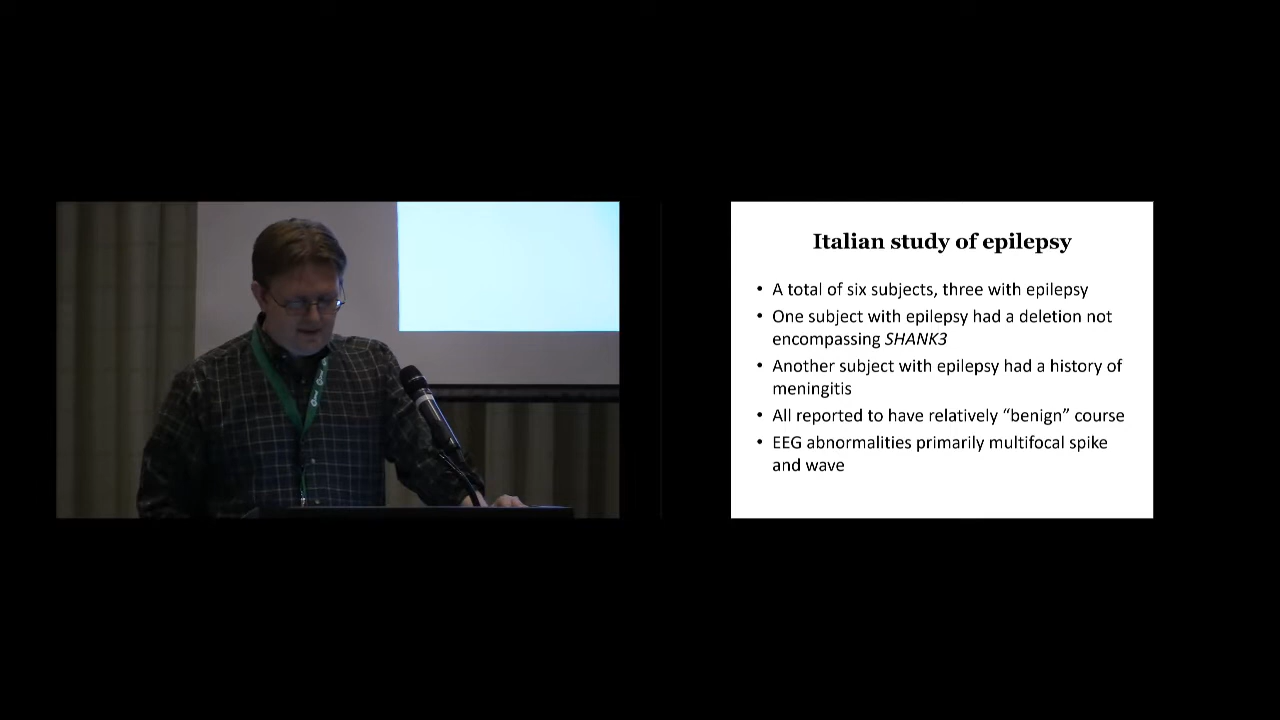 Italian study of epilepsy
• A total of six subjects, three with epilepsy
• One subject with epilepsy had a deletion not
encompassing SHANK3
• Another subject with epilepsy had a history of
meningitis
• All reported to have relatively “benign” course
• EEG abnormalities primarily multifocal spike
and wave